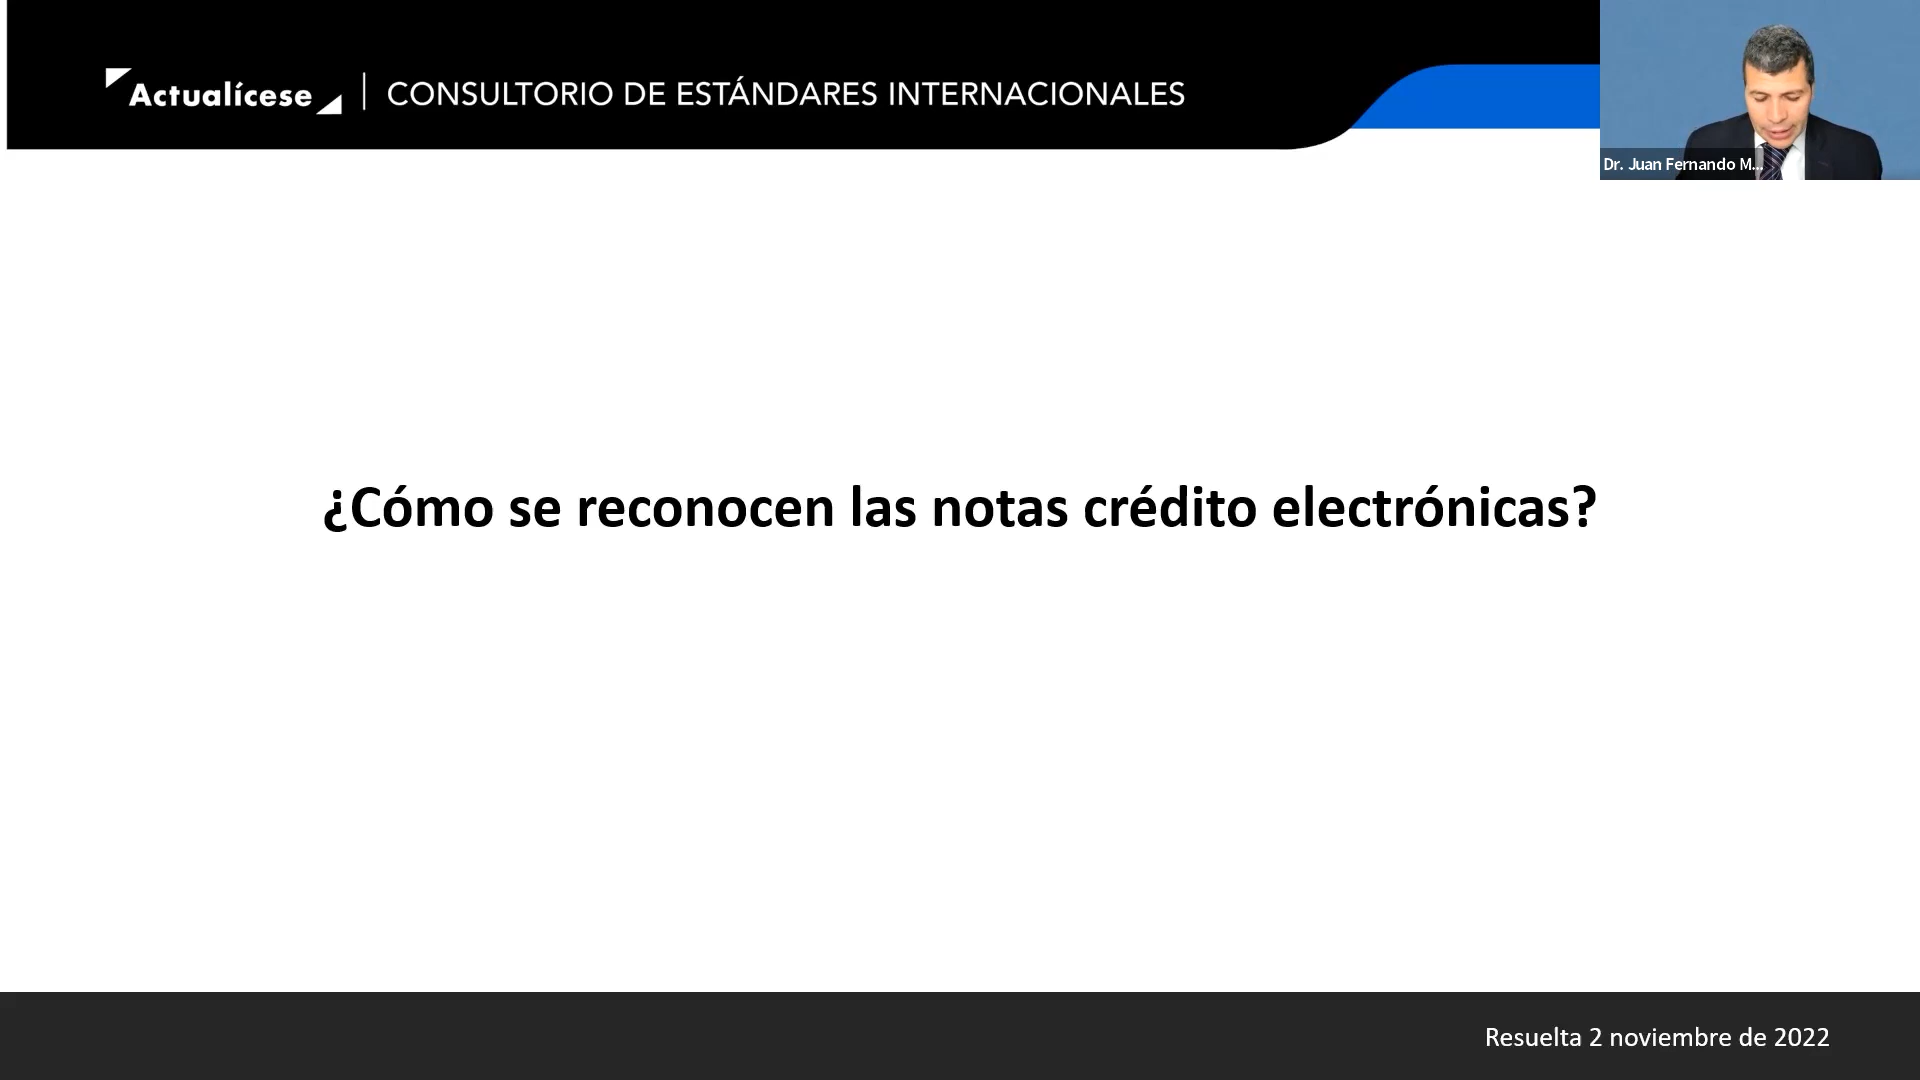 Actualícese | CONSULTORIO DE ESTÁNDARES INTERNACIONALES
Dr. Juan Fernando M...
¿Cómo se reconocen las notas crédito electrónicas?
Resuelta 2 noviembre de 2022